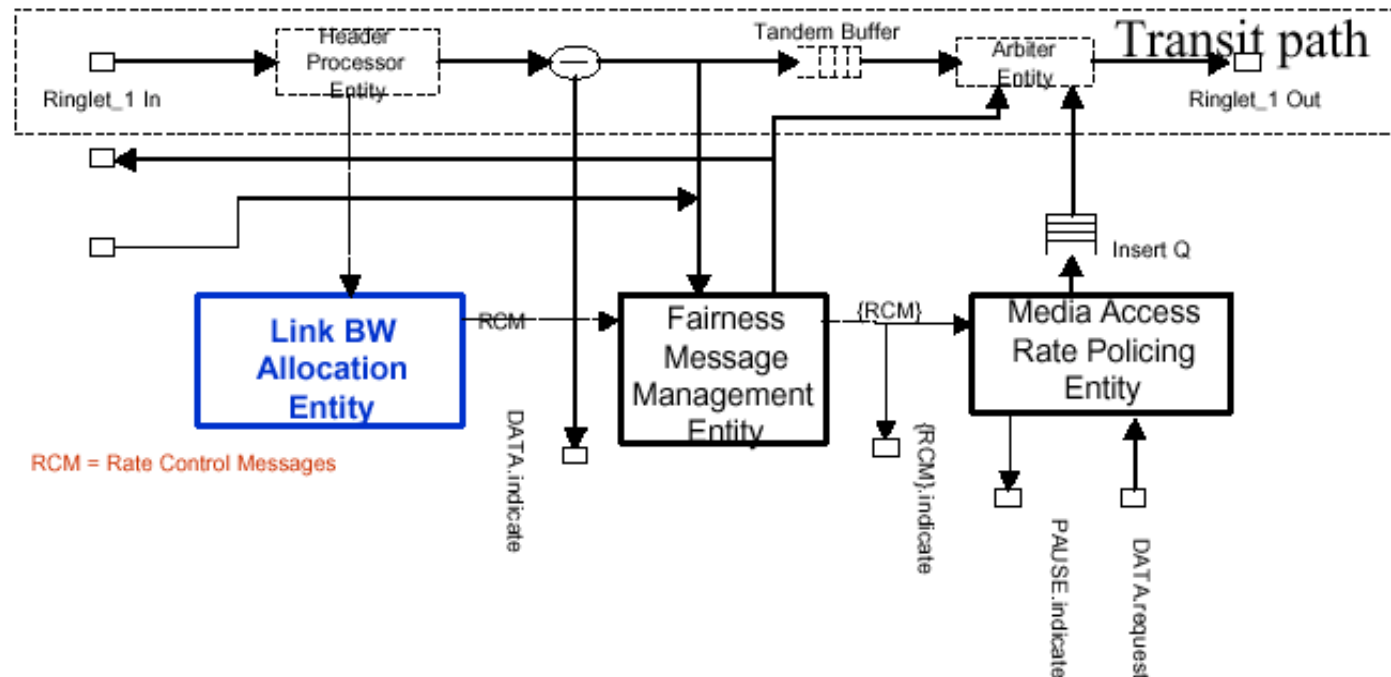 Header
Processor
Entity
Tandem Buffer
Arbiter
Entity
Transit path
Ringlet_1 In
Ringlet_1 Out
Insert Q
Link BW
Allocation
Entity
RCM
Fairness
Message
Management
Entity
{RCM}
Media Access
Rate Policing
Entity
RCM = Rate Control Messages
DATA.indicate
{RCM}.indicate
PAUSE.indicate
DATA.request